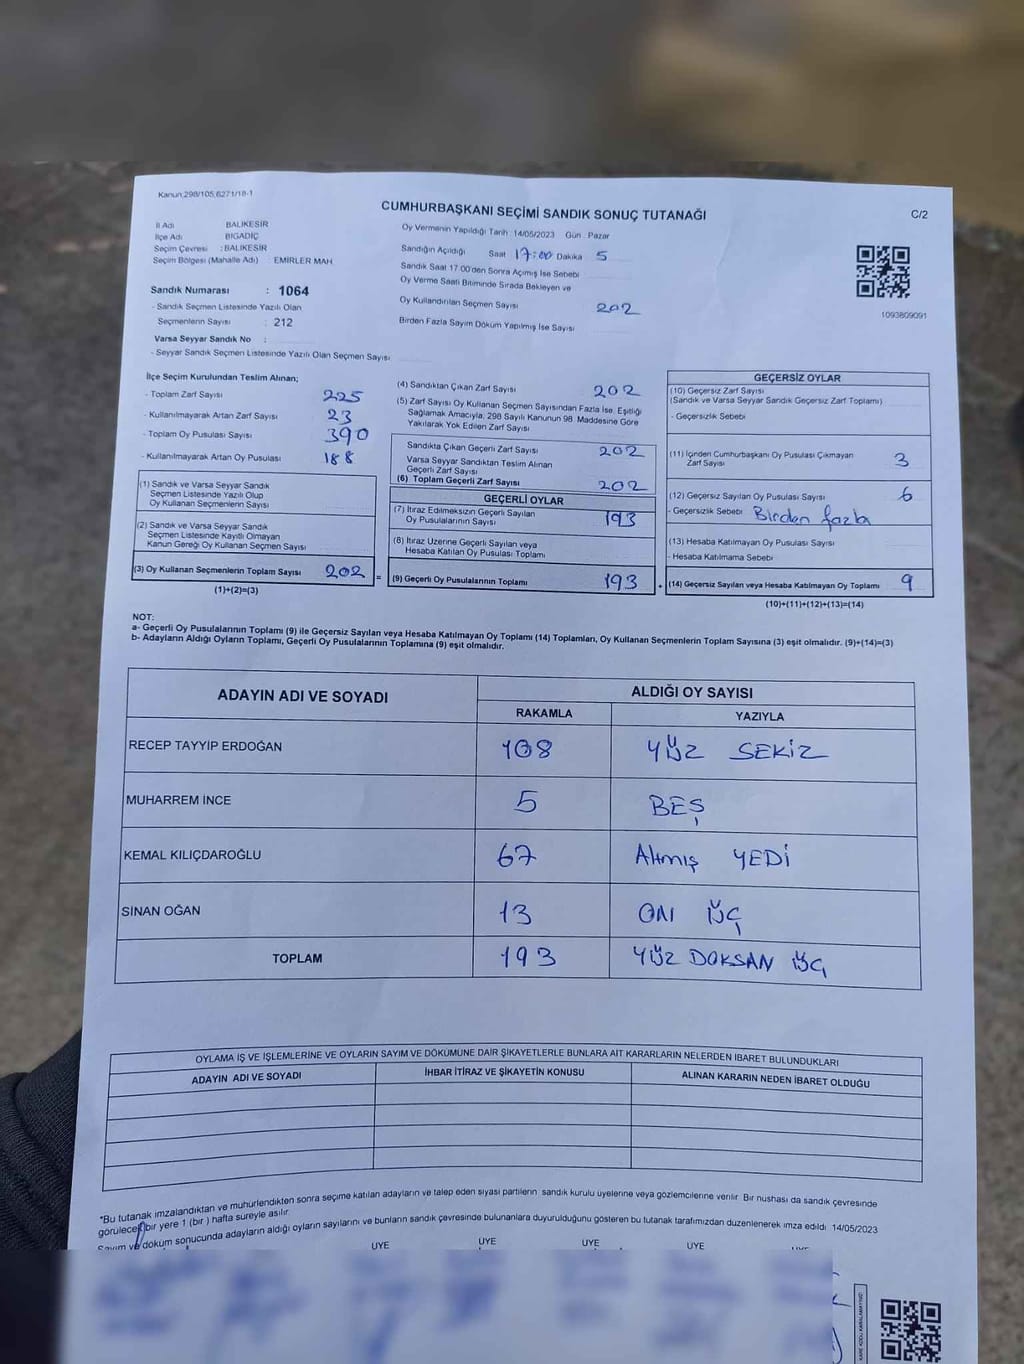 Kanun;298/105,6271/18-1
CUMHURBAŞKANI SEÇİMİ SANDIK SONUÇ TUTANAĞI
C/2
İl Adı BALIKESİR
İlçe Adı BİGADİÇ
Seçim Çevresi : BALIKESİR
Seçim Bölgesi (Mahalle Adı) : EMİRLER MAH.
Sandık Numarası : 1064
- Sandık Seçmen Listesinde Yazılı Olan
Seçmenlerin Sayısı : 212
Varsa Seyyar Sandık No :
- Seyyar Sandık Seçmen Listesinde Yazılı Olan Seçmen Sayısı
Oy Vermenin Yapıldığı Tarih : 14/05/2023 Gün : Pazar
Sandığın Açıldığı Saat 17:00 Dakika 5
Sandık Saat 17:00'den Sonra Açımış İse Sebebi
Oy Verme Saati Bitiminde Sırada Bekleyen ve
Oy Kullandırılan Seçmen Sayısı 202
Birden Fazla Sayım Döküm Yapılmış İse Sayısı
1093809091
İlçe Seçim Kurulundan Teslim Alınan;
- Toplam Zarf Sayısı 225
- Kullanılmayarak Artan Zarf Sayısı 23
- Toplam Oy Pusulası Sayısı 390
- Kullanılmayarak Artan Oy Pusulası 188
(1) Sandık ve Varsa Seyyar Sandık
Seçmen Listesinde Yazılı Olup
Oy Kullanan Seçmenlerin Sayısı
(2) Sandık ve Varsa Seyyar Sandık
Seçmen Listesinde Kayıtlı Olmayan
Kanun Gereği Oy Kullanan Seçmen Sayısı
(3) Oy Kullanan Seçmenlerin Toplam Sayısı 202 =
(1)+(2)=(3)
(4) Sandıktan Çıkan Zarf Sayısı 202
(5) Zarf Sayısı Oy Kullanan Seçmen Sayısından Fazla İse, Eşitliği
Sağlamak Amacıyla, 298 Sayılı Kanunun 98. Maddesine Göre
Yakılarak Yok Edilen Zarf Sayısı
Sandıkta Çıkan Geçerli Zarf Sayısı 202
Varsa Seyyar Sandıktan Teslim Alınan
Geçerli Zarf Sayısı
(6) Toplam Geçerli Zarf Sayısı 202
GEÇERLİ OYLAR
(7) İtiraz Edilmeksizin Geçerli Sayılan
Oy Pusulalarının Sayısı 193
(8) İtiraz Üzerine Geçerli Sayılan veya
Hesaba Katılan Oy Pusulası Toplamı
(9) Geçerli Oy Pusulalarının Toplamı 193 +
GEÇERSİZ OYLAR
(10) Geçersiz Zarf Sayısı
(Sandık ve Varsa Seyyar Sandık Geçersiz Zarf Toplamı)
- Geçersizlik Sebebi
(11) İçinden Cumhurbaşkanı Oy Pusulası Çıkmayan
Zarf Sayısı 3
(12) Geçersiz Sayılan Oy Pusulası Sayısı 6
- Geçersizlik Sebebi Birden fazla
(13) Hesaba Katılmayan Oy Pusulası Sayısı
- Hesaba Katılmama Sebebi
(14) Geçersiz Sayılan veya Hesaba Katılmayan Oy Toplamı 9
(10)+(11)+(12)+(13)=(14)
NOT:
a- Geçerli Oy Pusulalarının Toplamı (9) ile Geçersiz Sayılan veya Hesaba Katılmayan Oy Toplamı (14) Toplamları, Oy Kullanan Seçmenlerin Toplam Sayısına (3) eşit olmalıdır. (9)+(14)=(3)
b- Adayların Aldığı Oyların Toplamı, Geçerli Oy Pusulalarının Toplamına (9) eşit olmalıdır.
ADAYIN ADI VE SOYADI ALDIĞI OY SAYISI
RAKAMLA YAZIYLA
RECEP TAYYİP ERDOĞAN 108 YÜZ SEKİZ
MUHARREM İNCE 5 BEŞ
KEMAL KILIÇDAROĞLU 67 Altmış YEDİ
SİNAN OĞAN 13 ON ÜÇ
TOPLAM 193 YÜZ DOKSAN ÜÇ
OYLAMA İŞ VE İŞLEMLERİNE VE OYLARIN SAYIM VE DÖKÜMÜNE DAİR ŞİKAYETLERLE BUNLARA AİT KARARLARIN NELERDEN İBARET BULUNDUKLARI
ADAYIN ADI VE SOYADI İHBAR İTİRAZ VE ŞİKAYETİN KONUSU ALINAN KARARIN NEDEN İBARET OLDUĞU
*Bu tutanak imzalandıktan ve mühürlendikten sonra seçime katılan adayların ve talep eden siyasi partilerin sandık kurulu üyelerine veya gözlemcilerine verilir. Bir nüshası da sandık çevresinde
görülecek bir yere 1 (bir) hafta süreyle asılır.
Sayım ve döküm sonucunda adayların aldığı oyların sayılarını ve bunların sandık çevresinde bulunanlara duyurulduğunu gösteren bu tutanak tarafımızdan düzenlenerek imza edildi. 14/05/2023
ÜYE ÜYE ÜYE ÜYE